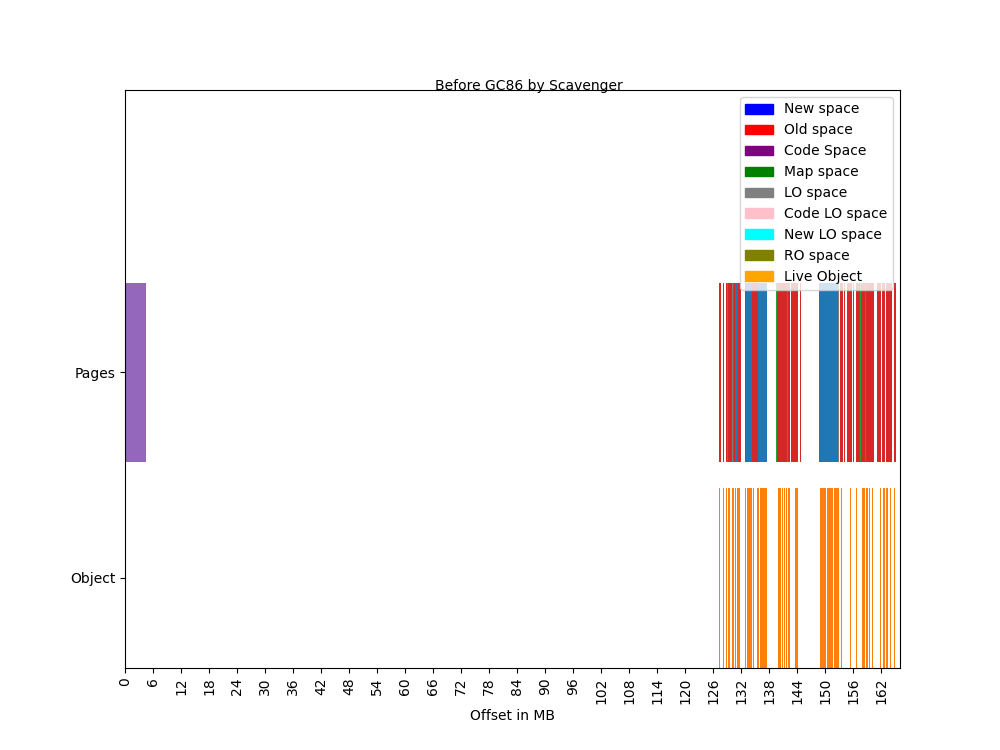 Before GC86 by Scavenger
New space
Old space
Code Space
Map space
LO space
Code LO space
New LO space
RO space
Live Object
Pages
Object
0 6 12 18 24 30 36 42 48 54 60 66 72 78 84 90 96 102 108 114 120 126 132 138 144 150 156 162
Offset in MB